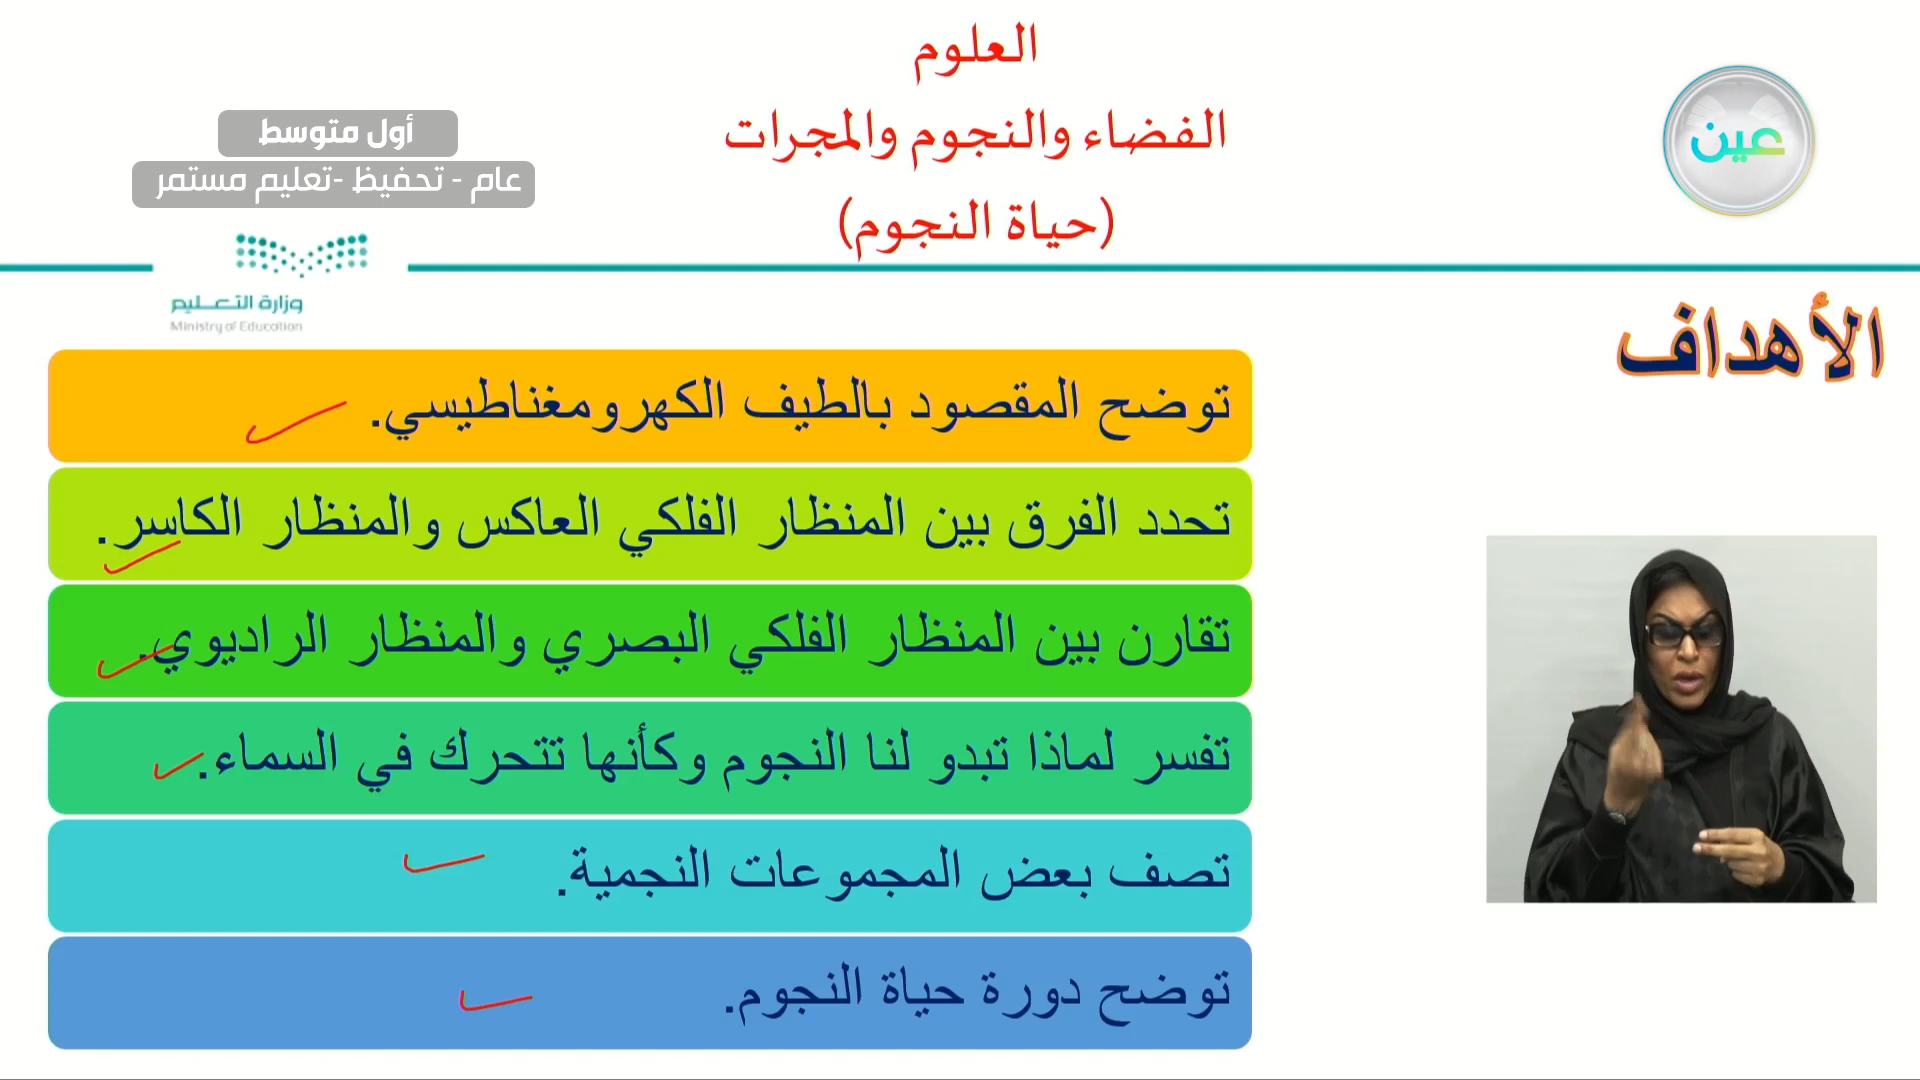 العلوم
الفضاء والنجوم والمجرات
(حياة النجوم)
عين
أول متوسط
عام - تحفيظ -تعليم مستمر
وزارة التعليم
Ministry of Education
الأهداف
توضح المقصود بالطيف الكهرومغناطيسي.
تحدد الفرق بين المنظار الفلكي العاكس والمنظار الكاسر.
تقارن بين المنظار الفلكي البصري والمنظار الراديوي.
تفسر لماذا تبدو لنا النجوم وكأنها تتحرك في السماء.
تصف بعض المجموعات النجمية.
توضح دورة حياة النجوم.